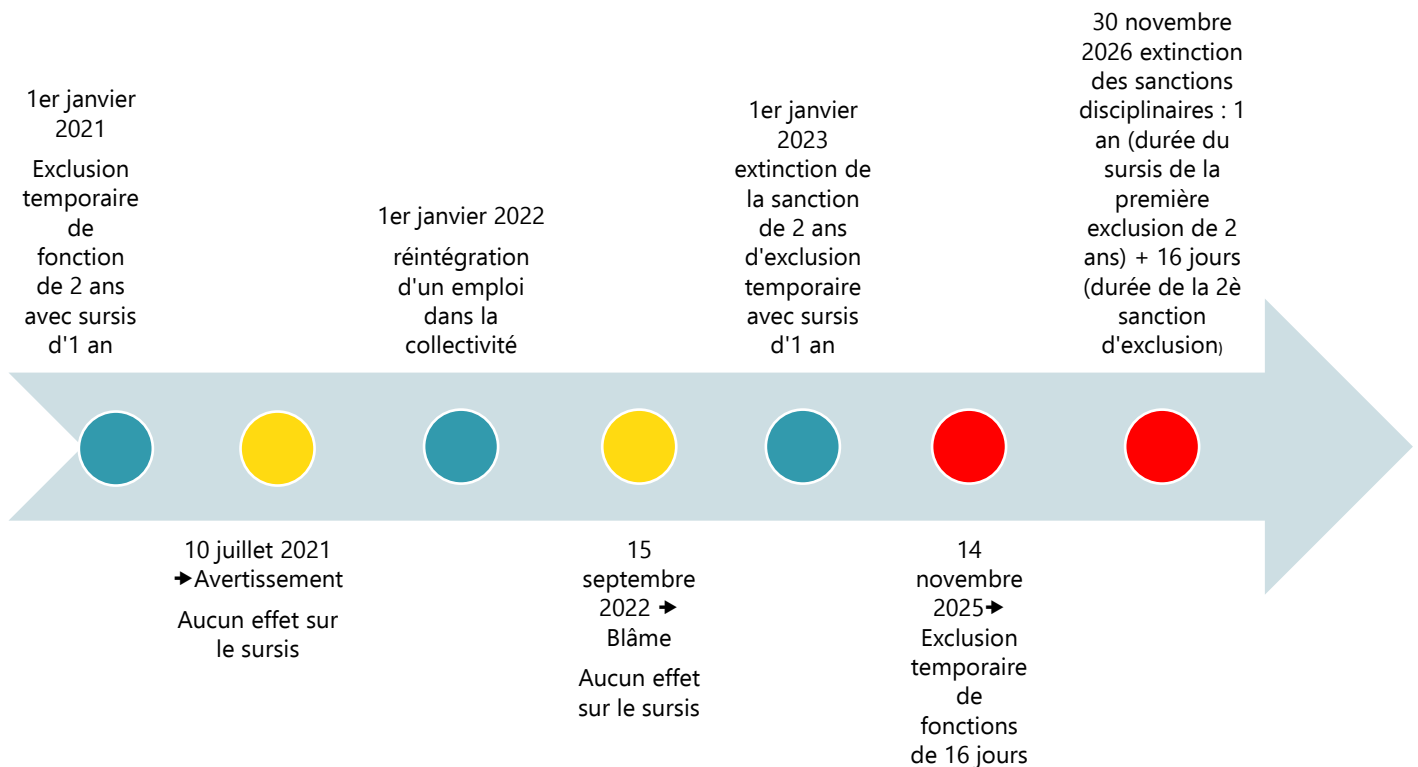 1er janvier
2021
Exclusion
temporaire
de
fonction
de 2 ans
avec sursis
d'1 an
10 juillet 2021
➜Avertissement
Aucun effet sur
le sursis
1er janvier 2022
réintégration
d'un emploi
dans la
collectivité
15
septembre
2022 ➜
Blâme
Aucun effet
sur le sursis
1er janvier
2023
extinction de
la sanction
de 2 ans
d'exclusion
temporaire
avec sursis
d'1 an
14
novembre
2025➜
Exclusion
temporaire
de
fonctions
de 16 jours
30 novembre
2026 extinction
des sanctions
disciplinaires : 1
an (durée du
sursis de la
première
exclusion de 2
ans) + 16 jours
(durée de la 2è
sanction
d'exclusion)